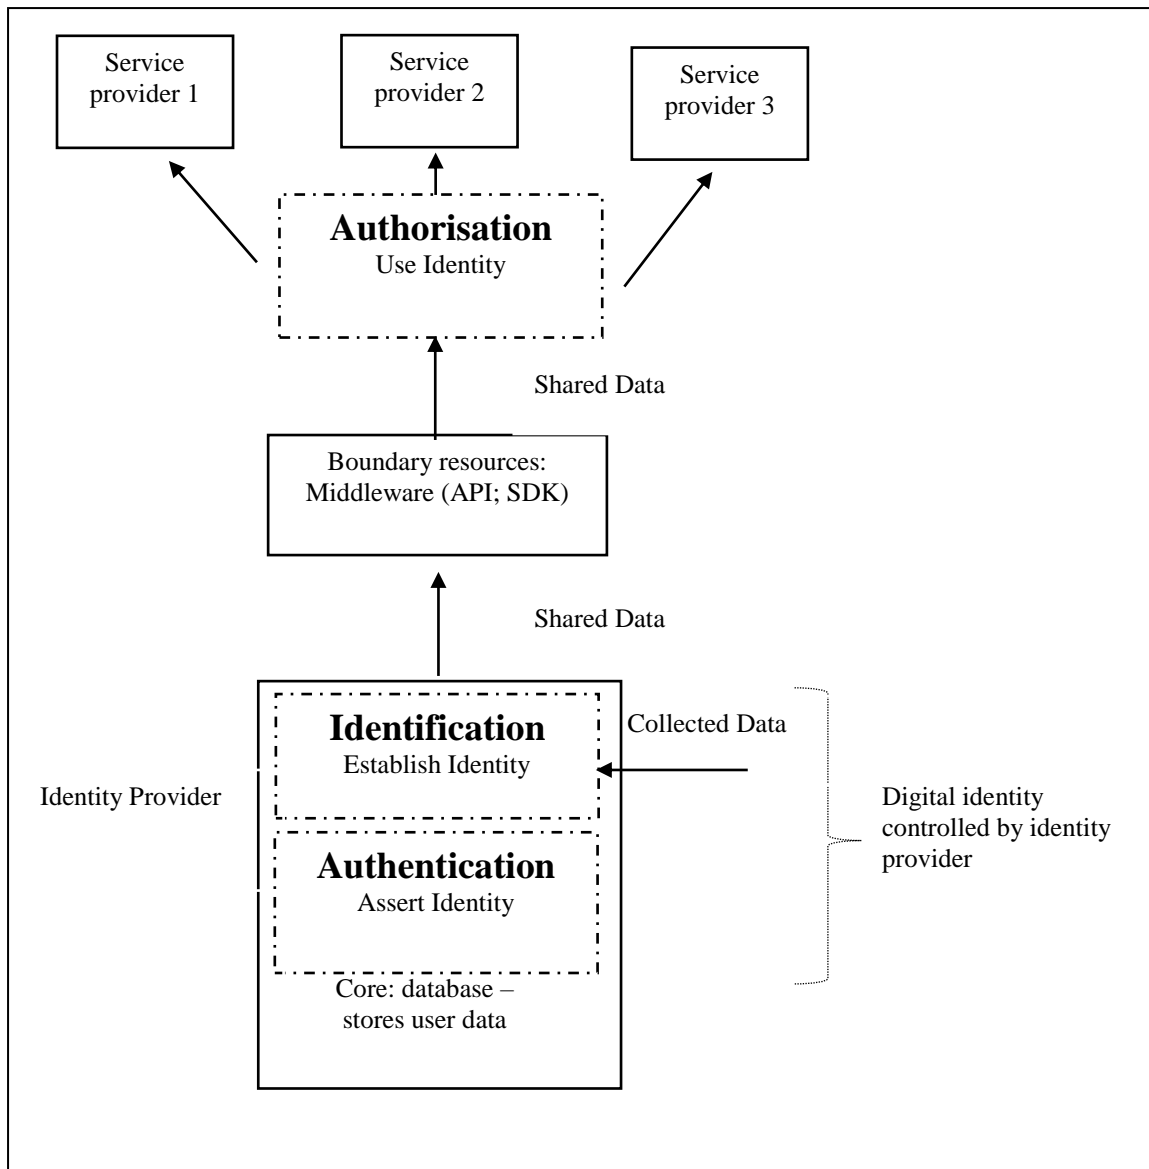 Service
provider 1
Service
provider 2
Service
provider 3
Authorisation
Use Identity
Shared Data
Boundary resources:
Middleware (API; SDK)
Shared Data
Identification
Establish Identity
Collected Data
Identity Provider
Digital identity
controlled by identity
provider
Authentication
Assert Identity
Core: database –
stores user data